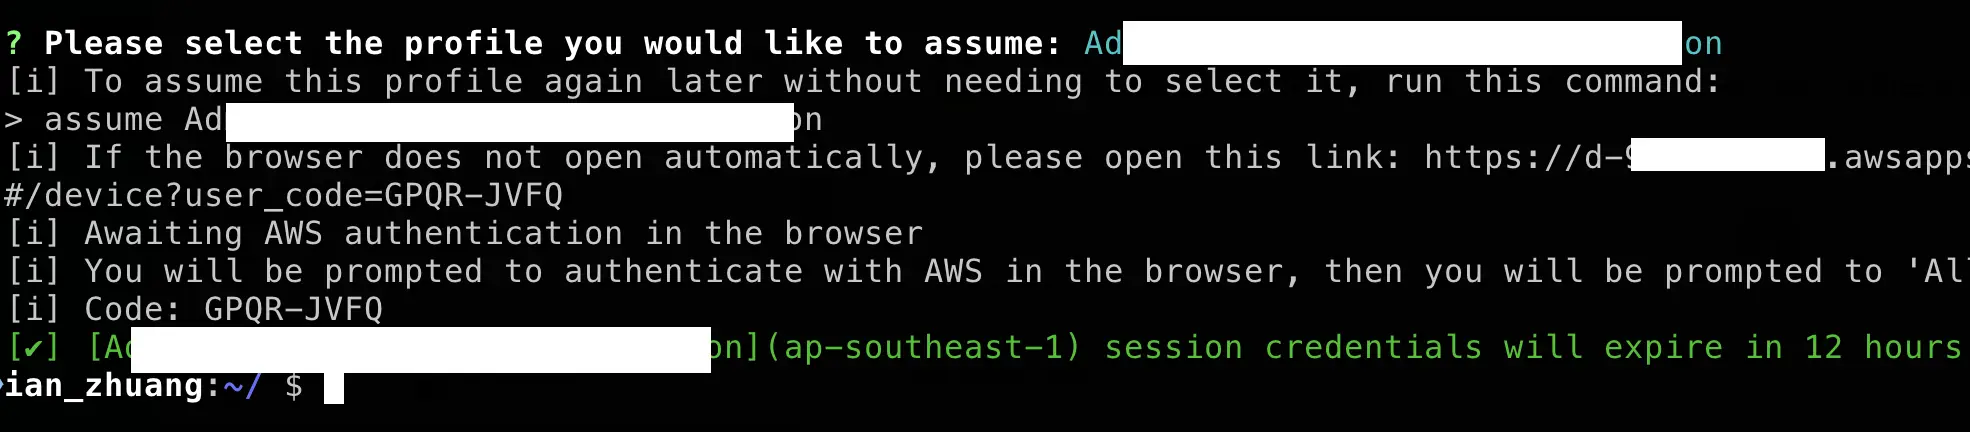 ? Please select the profile you would like to assume: Ad on
[i] To assume this profile again later without needing to select it, run this command:
> assume Ad on
[i] If the browser does not open automatically, please open this link: https://d-9 .awsapps
#/device?user_code=GPQR-JVFQ
[i] Awaiting AWS authentication in the browser
[i] You will be prompted to authenticate with AWS in the browser, then you will be prompted to 'Al
[i] Code: GPQR-JVFQ
[✔] [Ad on](ap-southeast-1) session credentials will expire in 12 hours
ian_zhuang:~/ $